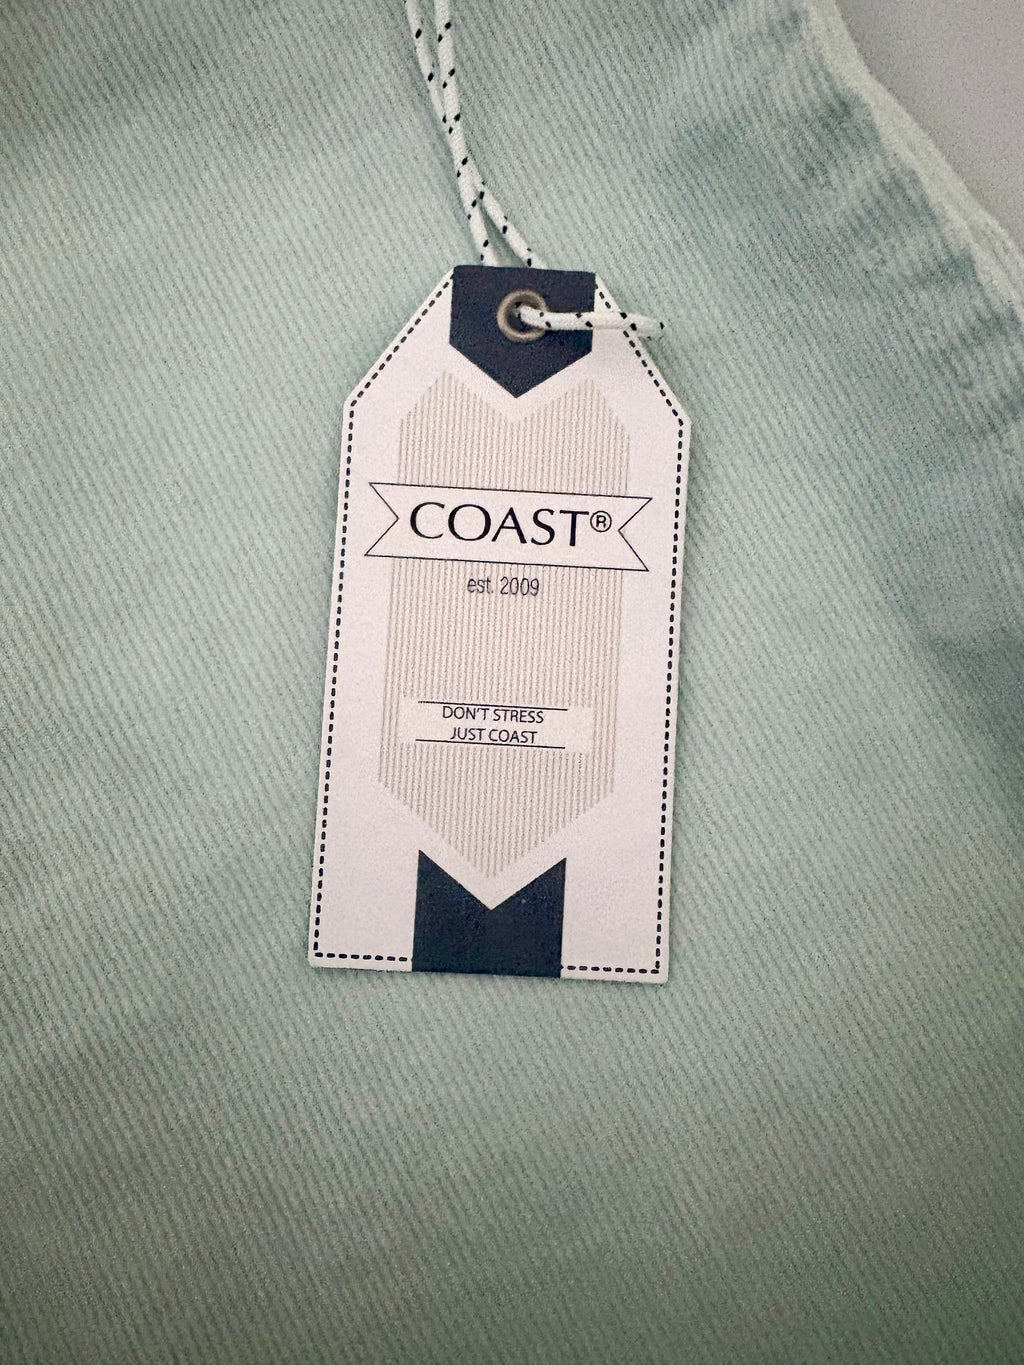 COAST®
est. 2009
DON'T STRESS
JUST COAST